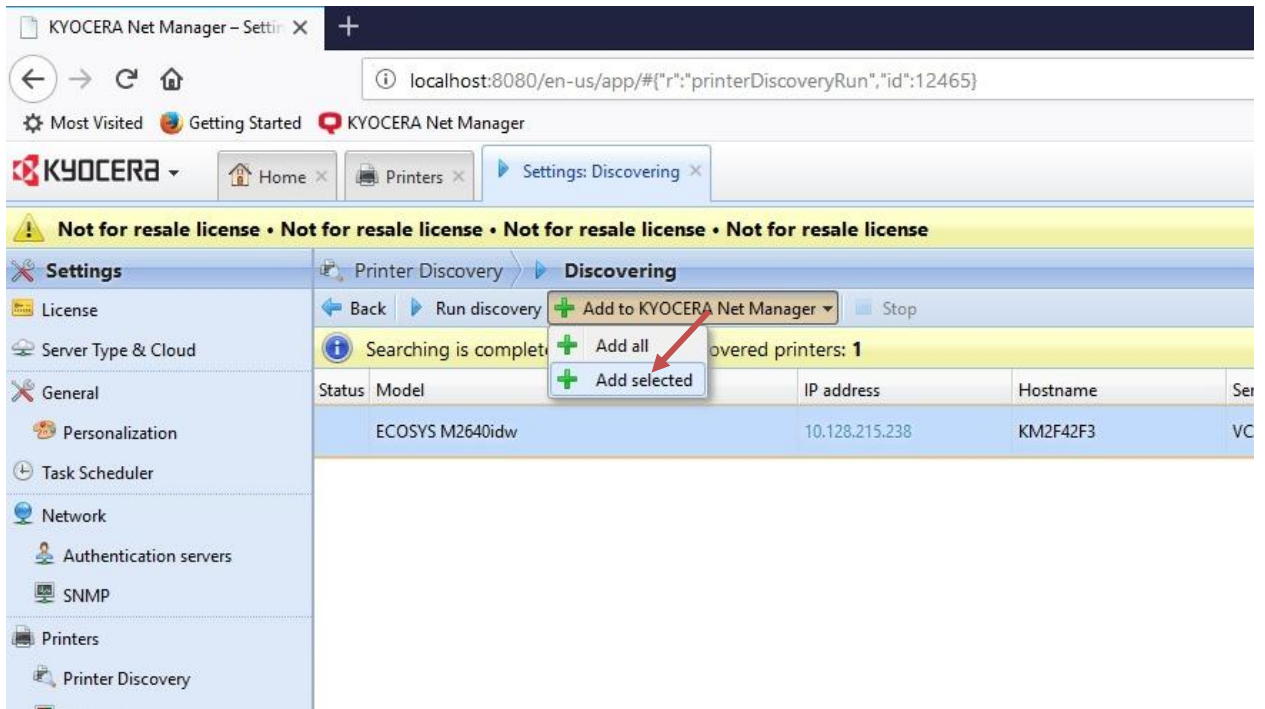 KYOCERA Net Manager – Settin
localhost:8080/en-us/app/#{"r":"printerDiscoveryRun","id":12465}
Most Visited Getting Started KYOCERA Net Manager
KYOCERA Home Printers Settings: Discovering
Not for resale license • Not for resale license • Not for resale license • Not for resale license
Settings
License
Server Type & Cloud
General
Personalization
Task Scheduler
Network
Authentication servers
SNMP
Printers
Printer Discovery
Printer Discovery Discovering
Back Run discovery Add to KYOCERA Net Manager Stop
Add all
Add selected
Searching is complet overed printers: 1
Status Model IP address Hostname Ser
ECOSYS M2640idw 10.128.215.238 KM2F42F3 VC